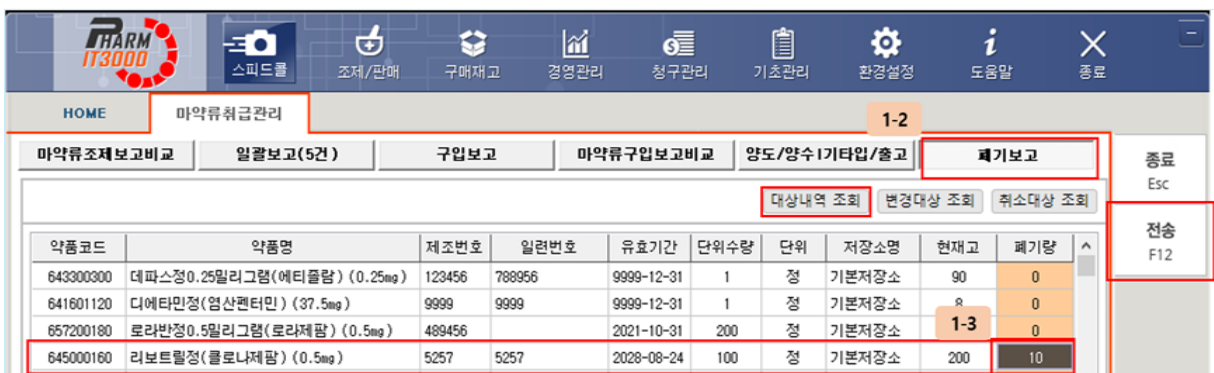 PHARM
IT3000
스피드콜 조제/판매 구매재고 경영관리 청구관리 기초관리 환경설정 도움말 종료
HOME 마약류취급관리
1-2
마약류조제보고비교 일괄보고(5건) 구입보고 마약류구입보고비교 양도/양수|기타입/출고 폐기보고
종료
Esc
대상내역 조회 변경대상 조회 취소대상 조회
전송
F12
약품코드 약품명 제조번호 일련번호 유효기간 단위수량 단위 저장소명 현재고 폐기량
643300300 데파스정0.25밀리그램(에티졸람)(0.25mg) 123456 788956 9999-12-31 1 정 기본저장소 90 0
641601120 디에타민정(염산펜터민)(37.5mg) 9999 9999 9999-12-31 1 정 기본저장소 8 0
657200180 로라반정0.5밀리그램(로라제팜)(0.5mg) 489456 2021-10-31 200 정 기본저장소 0
1-3
645000160 리보트릴정(클로나제팜)(0.5mg) 5257 5257 2028-08-24 100 정 기본저장소 200 10